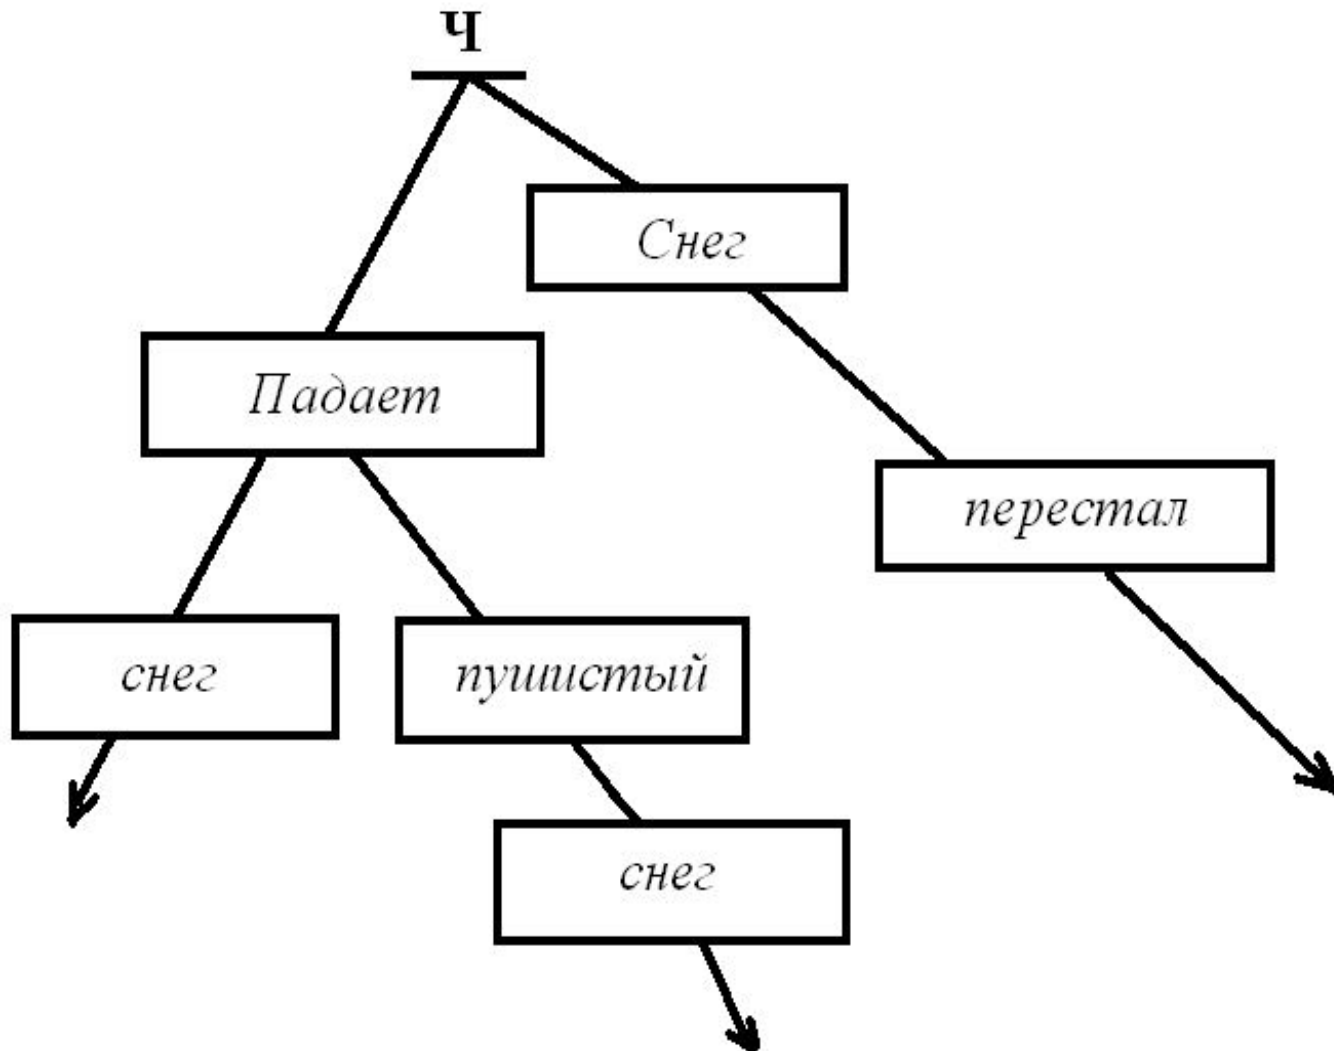 Ч
Снег
Падает
перестал
снег
пушистый
снег